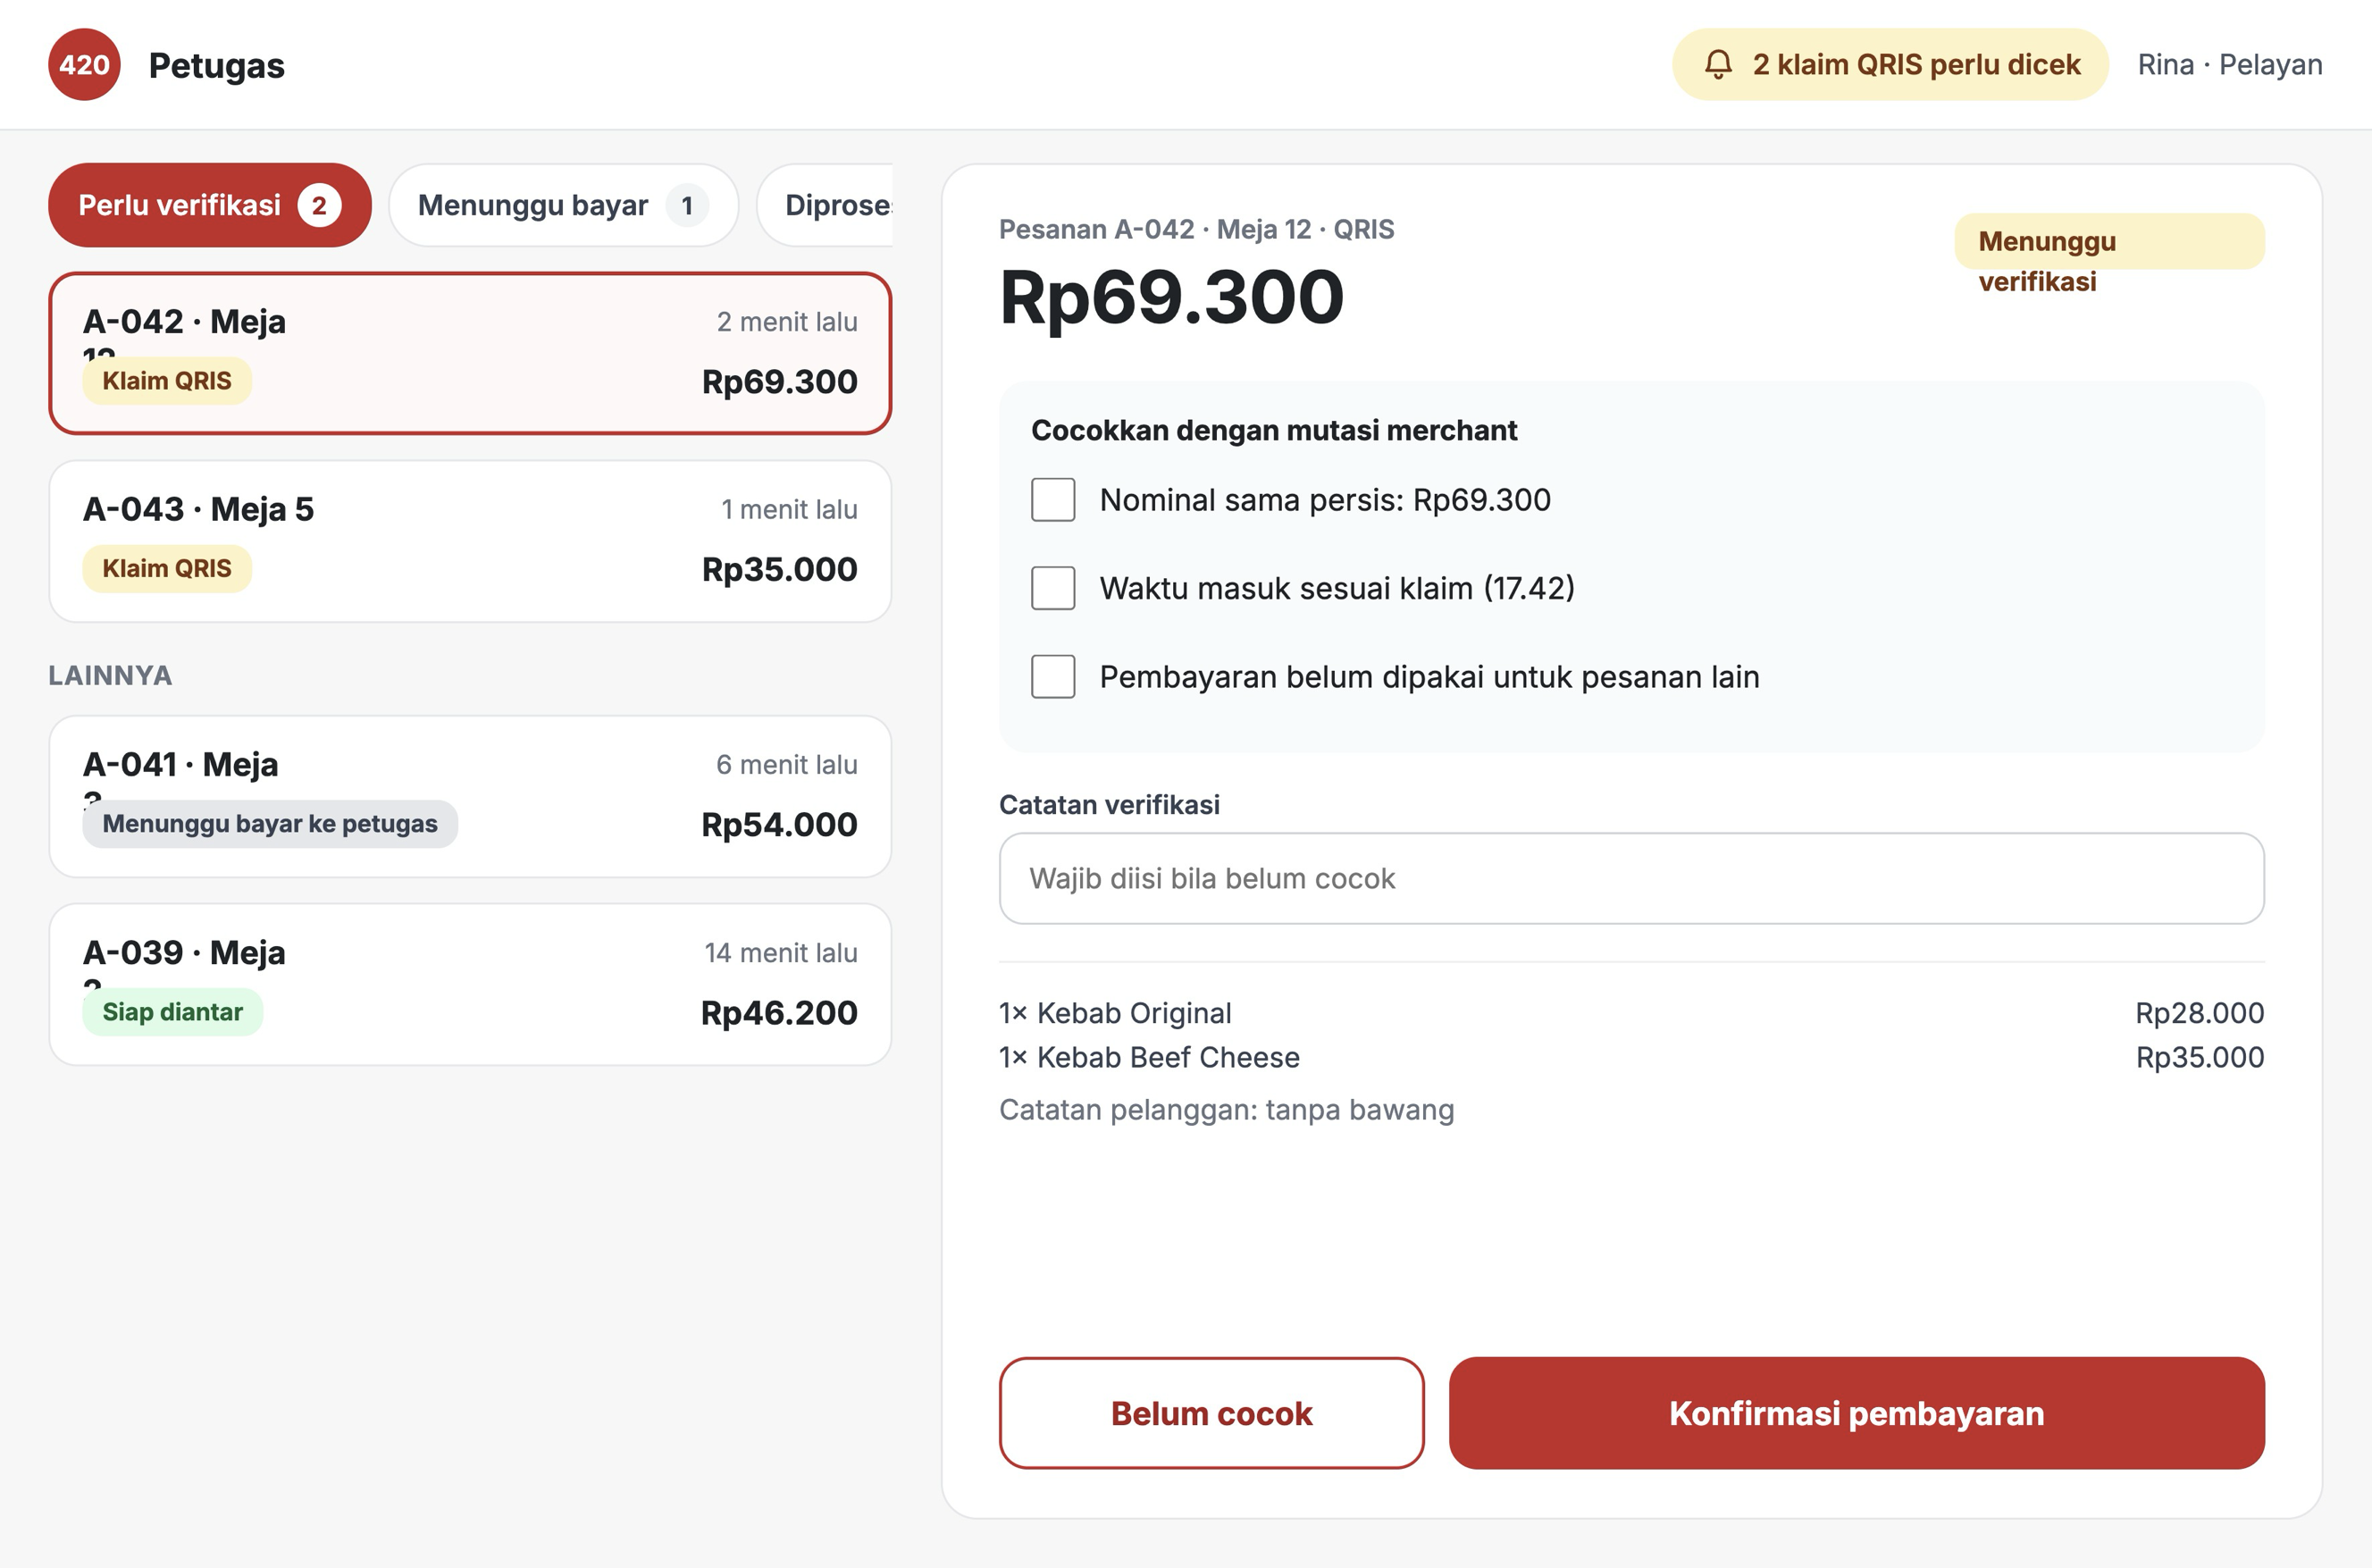 420
Petugas
2 klaim QRIS perlu dicek
Rina · Pelayan
Perlu verifikasi 2
Menunggu bayar 1
Diproses
A-042 · Meja
12
2 menit lalu
Klaim QRIS
Rp69.300
A-043 · Meja 5
1 menit lalu
Klaim QRIS
Rp35.000
LAINNYA
A-041 · Meja
3
6 menit lalu
Menunggu bayar ke petugas
Rp54.000
A-039 · Meja
2
14 menit lalu
Siap diantar
Rp46.200
Pesanan A-042 · Meja 12 · QRIS
Rp69.300
Menunggu
verifikasi
Cocokkan dengan mutasi merchant
Nominal sama persis: Rp69.300
Waktu masuk sesuai klaim (17.42)
Pembayaran belum dipakai untuk pesanan lain
Catatan verifikasi
Wajib diisi bila belum cocok
1× Kebab Original Rp28.000
1× Kebab Beef Cheese Rp35.000
Catatan pelanggan: tanpa bawang
Belum cocok
Konfirmasi pembayaran